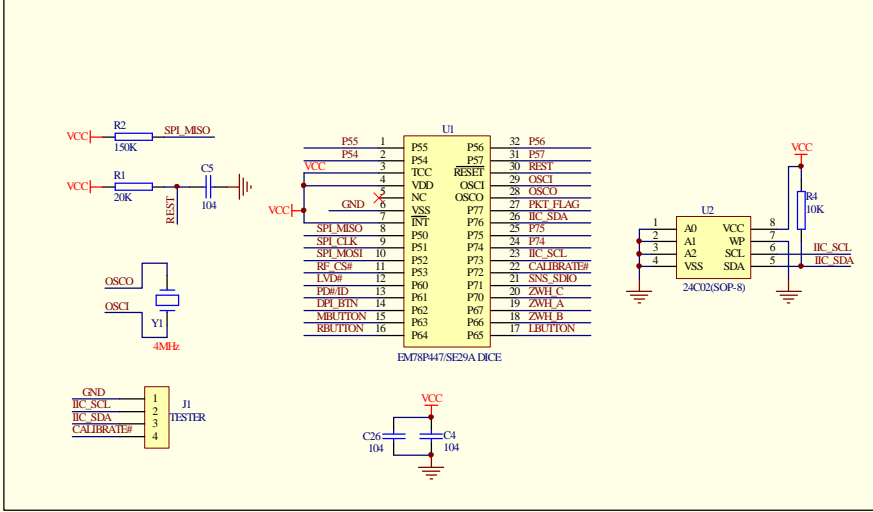 R2
VCC
SPI_MISO
150K
R1
C5
VCC
20K
104
REST
OSCO
OSCI
Y1
4MHz
GND
1
IIC_SCL
2
IIC_SDA
3
CALIBRATE#
4
J1
TESTER
U1
P55 1 P55 P56 32 P56
P54 2 P54 P57 31 P57
VCC 3 TCC RESET 30 REST
4 VDD OSCI 29 OSCI
5 NC OSCO 28 OSCO
GND 6 VSS P77 27 PKT_FLAG
VCC
7 INT P76 26 IIC_SDA
SPI_MISO 8 P50 P75 25 P75
SPI_CLK 9 P51 P74 24 P74
SPI_MOSI 10 P52 P73 23 IIC_SCL
RF_CS# 11 P53 P72 22 CALIBRATE#
LVD# 12 P60 P71 21 SNS_SDIO
PD#/ID 13 P61 P70 20 ZWH_C
DPI_BTN 14 P62 P67 19 ZWH_A
MBUTTON 15 P63 P66 18 ZWH_B
RBUTTON 16 P64 P65 17 LBUTTON
EM78P447/SE29A DICE
VCC
C26
104
C4
104
VCC
R4
10K
U2
1 A0 VCC 8
2 A1 WP 7
3 A2 SCL 6 IIC_SCL
4 VSS SDA 5 IIC_SDA
24C02(SOP-8)